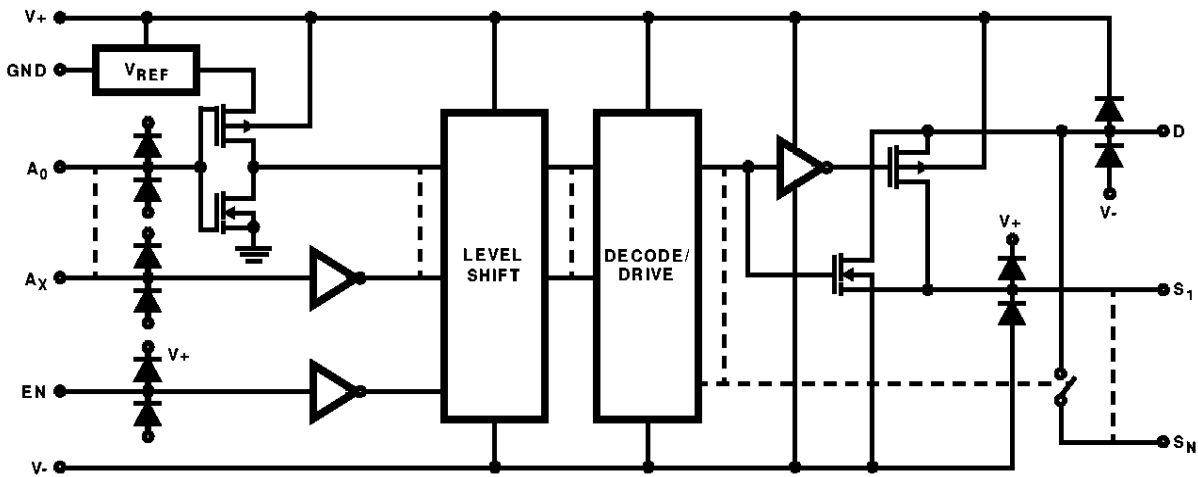 V+
GND
VREF
A0
AX
V+
EN
V-
LEVEL
SHIFT
DECODE/
DRIVE
D
V-
V+
S1
SN